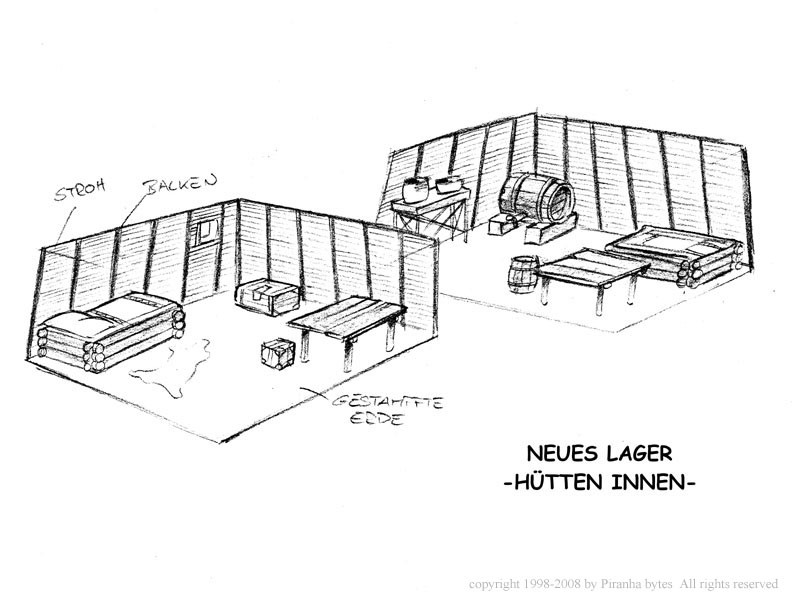 STROH
BALKEN
GESTAMPFTE
ERDE
NEUES LAGER
-HÜTTEN INNEN-
copyright 1998-2008 by Piranha bytes All rights reserved